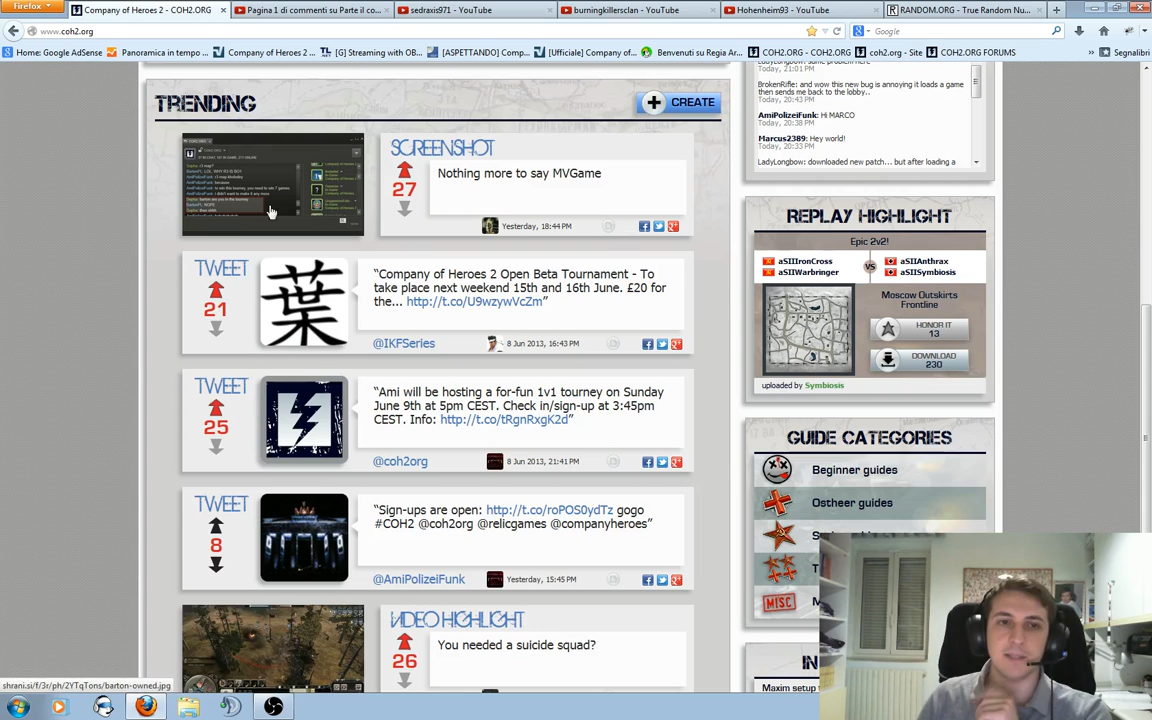 Firefox
Company of Heroes 2 - COH2.ORG
Pagina 1 di commenti su Parte il co...
sedraxis971 - YouTube
burningkillersclan - YouTube
Hohenheim93 - YouTube
RANDOM.ORG - True Random Nu...
www.coh2.org
Google
Home: Google AdSense
Panoramica in tempo ...
Company of Heroes 2 ...
[G] Streaming with OB...
[ASPETTANDO] Comp...
[Ufficiale] Company of...
Benvenuti su Regia Ar...
COH2.ORG - COH2.ORG
coh2.org - Site
COH2.ORG FORUMS
Segnalibri
TRENDING
CREATE
SCREENSHOT
27
Nothing more to say MVGame
Yesterday, 18:44 PM
TWEET
21
“Company of Heroes 2 Open Beta Tournament - To
take place next weekend 15th and 16th June. £20 for
the... http://t.co/U9wzywVcZm”
@IKFSeries
8 Jun 2013, 16:43 PM
TWEET
25
“Ami will be hosting a for-fun 1v1 tourney on Sunday
June 9th at 5pm CEST. Check in/sign-up at 3:45pm
CEST. Info: http://t.co/tRgnRxgK2d”
@coh2org
8 Jun 2013, 21:41 PM
TWEET
8
“Sign-ups are open: http://t.co/roPOS0ydTz gogo
#COH2 @coh2org @relicgames @companyheroes”
@AmiPolizeiFunk
Yesterday, 15:45 PM
葉
VIDEO HIGHLIGHT
26
You needed a suicide squad?
Today, 21:01 PM
BrokenRifle: and wow this new bug is annoying it loads a game
then sends me back to the lobby..
Today, 20:43 PM
AmiPolizeiFunk: Hi MARCO
Today, 20:38 PM
Marcus2389: Hey world!
Today, 20:33 PM
LadyLongbow: downloaded new patch... but after loading a
REPLAY HIGHLIGHT
Epic 2v2!
aSIIIronCross
aSIIWarbringer
VS
aSIIAnthrax
aSIISymbiosis
Moscow Outskirts
Frontline
HONOR IT
13
DOWNLOAD
230
uploaded by Symbiosis
GUIDE CATEGORIES
Beginner guides
Ostheer guides
MISC
IN
Maxim setup
shrani.si/f/3r/ph/2YTqTons/barton-owned.jpg